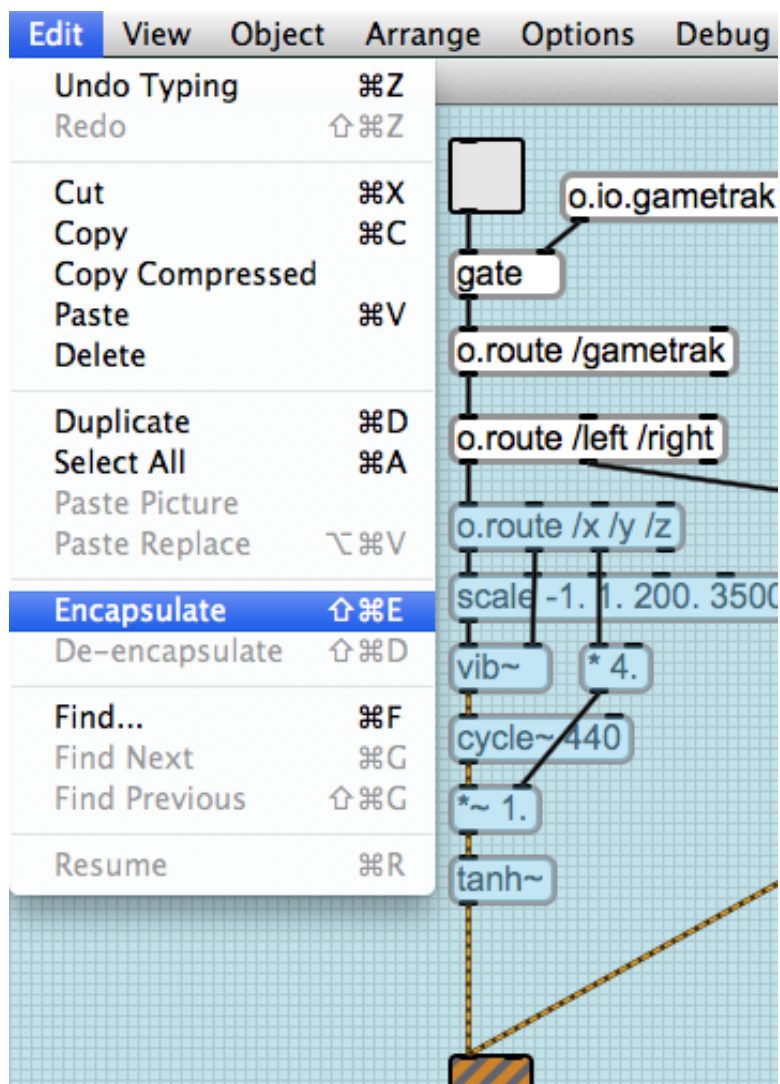 Edit View Object Arrange Options Debug
Undo Typing ⌘Z
Redo ⇧⌘Z
Cut ⌘X
Copy ⌘C
Copy Compressed
Paste ⌘V
Delete
Duplicate ⌘D
Select All ⌘A
Paste Picture
Paste Replace ⌥⌘V
Encapsulate ⇧⌘E
De-encapsulate ⇧⌘D
Find... ⌘F
Find Next ⌘G
Find Previous ⇧⌘G
Resume ⌘R
o.io.gametrak
gate
o.route /gametrak
o.route /left /right
o.route /x /y /z
scale -1. 1. 200. 3500
vib~ * 4.
cycle~ 440
*~ 1.
tanh~